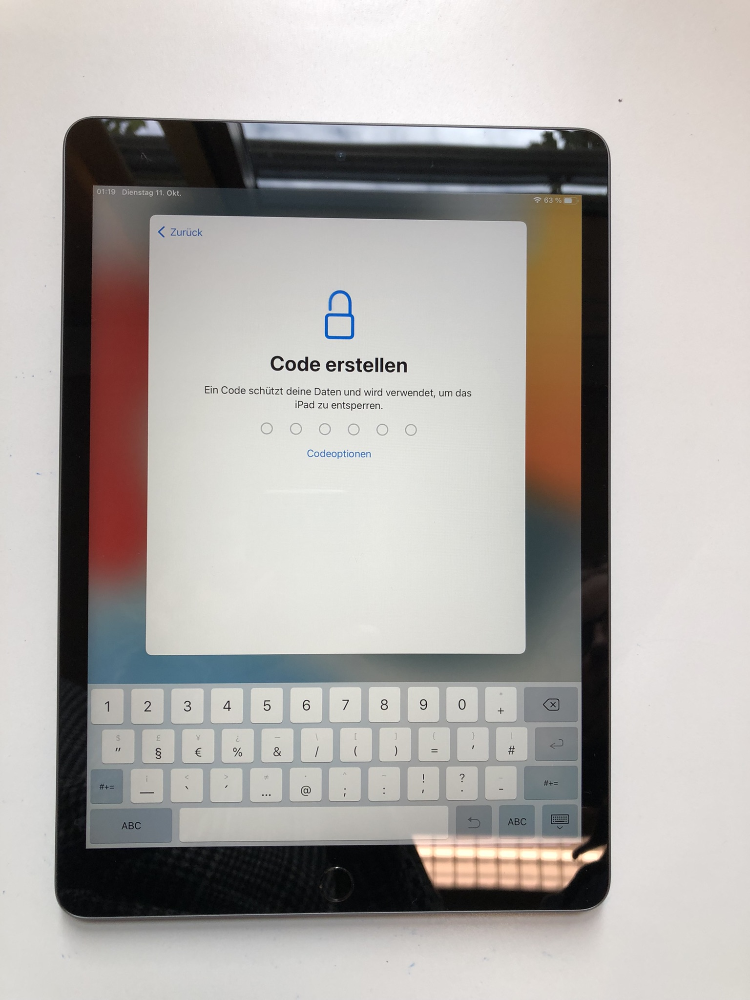 01:19 Dienstag 11. Okt.
63 %
Zurück
Code erstellen
Ein Code schützt deine Daten und wird verwendet, um das
iPad zu entsperren.
Codeoptionen
1 2 3 4 5 6 7 8 9 0 * +
$ " £ § ¥ € ¿ % – & \ / [ ( ] ) { = } ' | #
#+= ¡ — < ` > ´ ≠ … · @ ^ ; ~ : ! , ? . – - #+=
ABC ABC